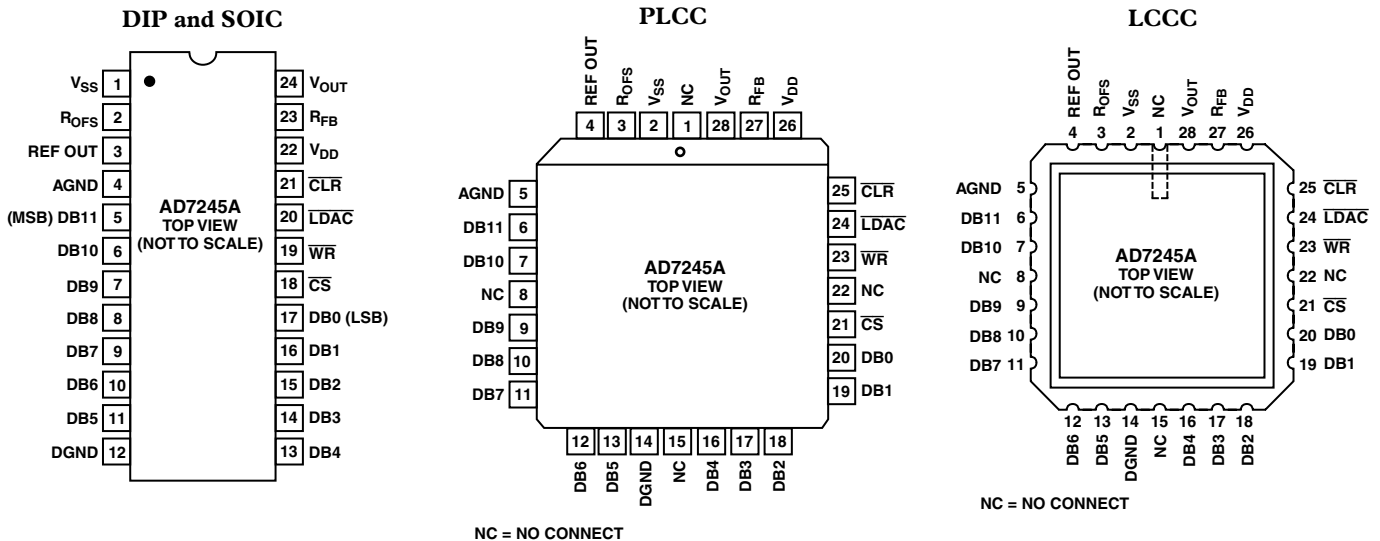 DIP and SOIC
VSS 1
ROFS 2
REF OUT 3
AGND 4
(MSB) DB11 5
DB10 6
DB9 7
DB8 8
DB7 9
DB6 10
DB5 11
DGND 12
AD7245A
TOP VIEW
(NOT TO SCALE)
24 VOUT
23 RFB
22 VDD
21 CLR
20 LDAC
19 WR
18 CS
17 DB0 (LSB)
16 DB1
15 DB2
14 DB3
13 DB4
PLCC
REF OUT
ROFS
VSS
NC
VOUT
RFB
VDD
4 3 2 1 28 27 26
AGND 5
DB11 6
DB10 7
NC 8
DB9 9
DB8 10
DB7 11
AD7245A
TOP VIEW
(NOT TO SCALE)
25 CLR
24 LDAC
23 WR
22 NC
21 CS
20 DB0
19 DB1
12 13 14 15 16 17 18
DB6
DB5
DGND
NC
DB4
DB3
DB2
NC = NO CONNECT
LCCC
REF OUT
ROFS
VSS
NC
VOUT
RFB
VDD
4 3 2 1 28 27 26
AGND 5
DB11 6
DB10 7
NC 8
DB9 9
DB8 10
DB7 11
AD7245A
TOP VIEW
(NOT TO SCALE)
25 CLR
24 LDAC
23 WR
22 NC
21 CS
20 DB0
19 DB1
12 13 14 15 16 17 18
DB6
DB5
DGND
NC
DB4
DB3
DB2
NC = NO CONNECT